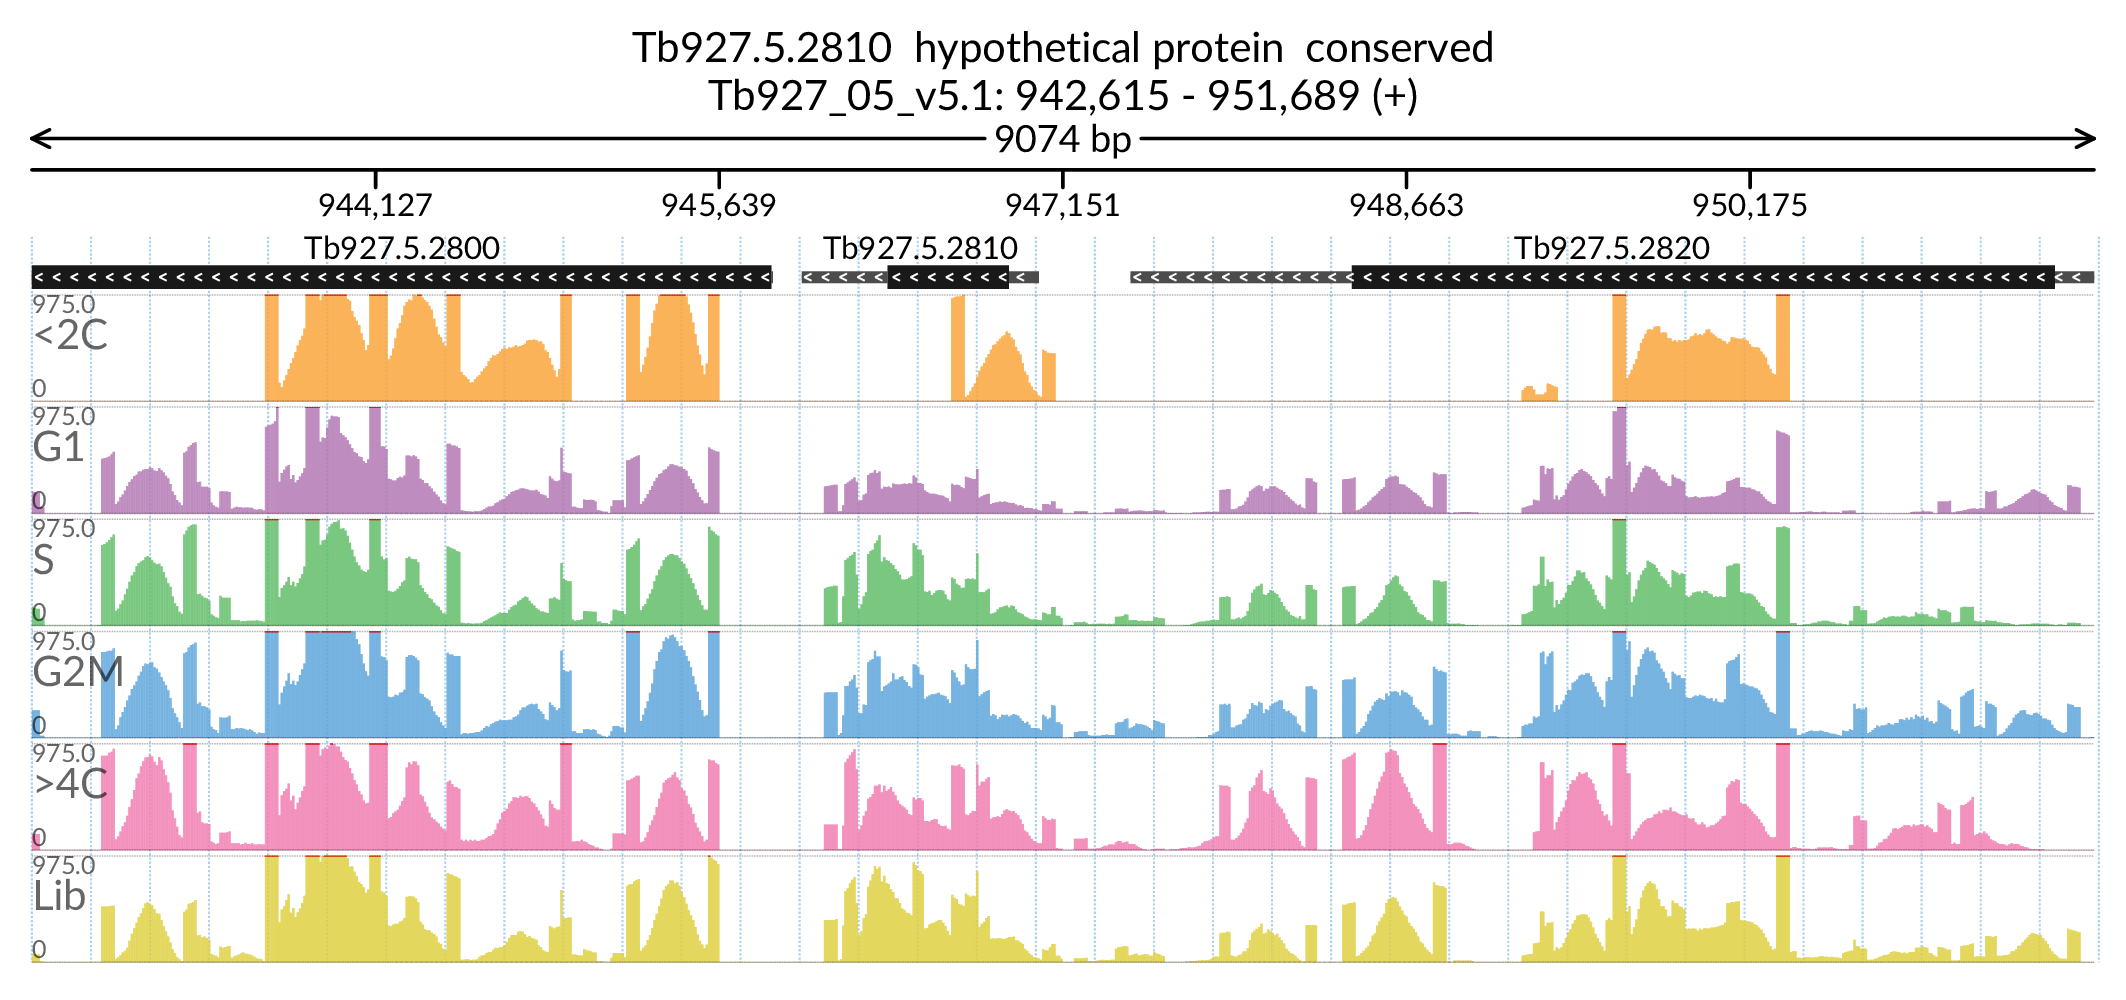 Tb927.5.2810 hypothetical protein conserved
Tb927_05_v5.1: 942,615 - 951,689 (+)
9074 bp
944,127 945,639 947,151 948,663 950,175
Tb927.5.2800 Tb927.5.2810 Tb927.5.2820
975.0
<2C
0
975.0
G1
0
975.0
S
0
975.0
G2M
0
975.0
>4C
0
975.0
Lib
0